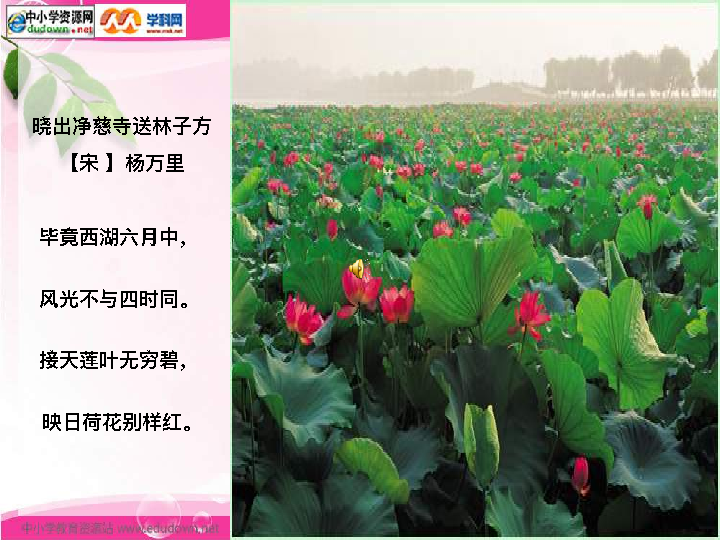 中小学资源网
dudown.net
学科网
www.nsk.net
晓出净慈寺送林子方
【宋 】杨万里
毕竟西湖六月中，
风光不与四时同。
接天莲叶无穷碧，
映日荷花别样红。
中小学教育资源站 www.edudown.net